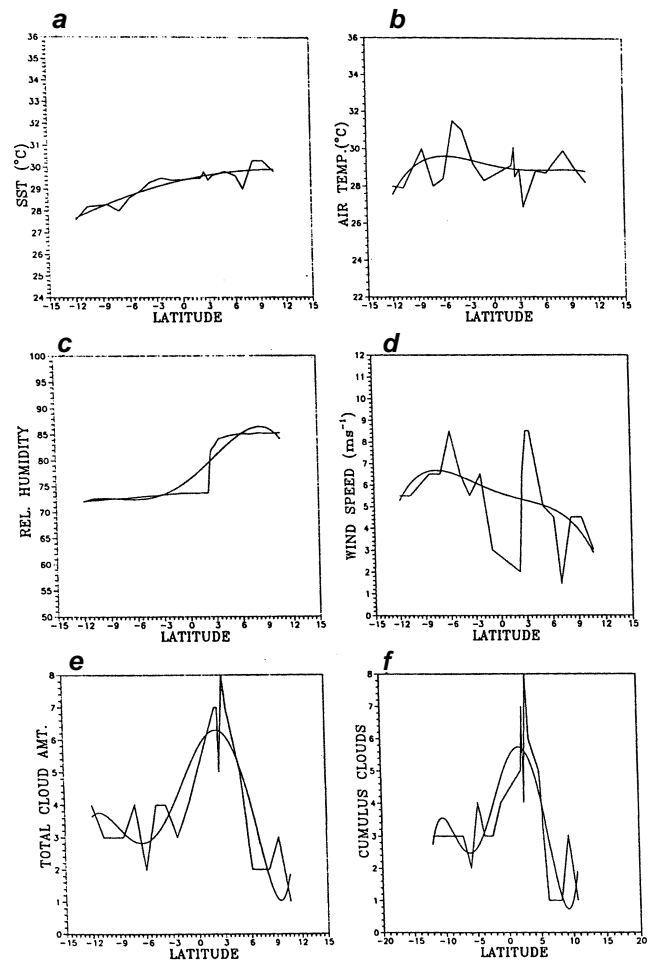 a
b
36
35
34
33
32
31
30
29
28
27
26
25
24
SST (°C)
-15 -12 -9 -6 -3 0 3 6 9 12 15
LATITUDE
36
34
32
30
28
26
24
22
AIR TEMP.(°C)
-15 -12 -9 -6 -3 0 3 6 9 12 15
LATITUDE
c
d
100
95
90
85
80
75
70
65
60
55
50
REL. HUMIDITY
-15 -12 -9 -6 -3 0 3 6 9 12 15
LATITUDE
12
11
10
9
8
7
6
5
4
3
2
1
0
WIND SPEED (ms⁻¹)
-15 -12 -9 -6 -3 0 3 6 9 12 15
LATITUDE
e
f
8
7
6
5
4
3
2
1
0
TOTAL CLOUD AMT.
-15 -12 -9 -6 -3 0 3 6 9 12 15
LATITUDE
8
7
6
5
4
3
2
1
0
CUMULUS CLOUDS
-20 -15 -10 -5 0 5 10 15 20
LATITUDE